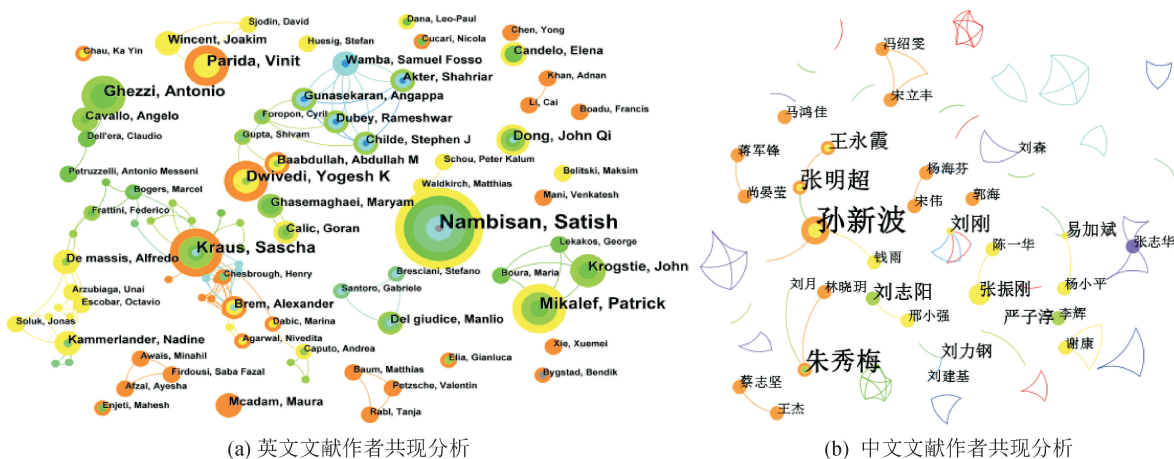 Sjodin, David
Wincent, Joakim
Huesig, Stefan
Dana, Leo-Paul
Cucari, Nicola
Chen, Yong
Chau, Ka Yin
Parida, Vinit
Wamba, Samuel Fosso
Candelo, Elena
Akter, Shahriar
Khan, Adnan
Ghezzi, Antonio
Gunasekaran, Angappa
Li, Cai
Boadu, Francis
Cavallo, Angelo
Foropon, Cyril
Dubey, Rameshwar
Dell'era, Claudio
Gupta, Shivam
Childe, Stephen J
Dong, John Qi
Baabdullah, Abdullah M
Schou, Peter Kalum
Petruzzelli, Antonio Messeni
Dwivedi, Yogesh K
Waldkirch, Matthias
Belitski, Maksim
Bogers, Marcel
Ghasemaghaei, Maryam
Mani, Venkatesh
Frattini, Federico
Calic, Goran
Nambisan, Satish
Kraus, Sascha
Lekakos, George
De massis, Alfredo
Chesbrough, Henry
Bresciani, Stefano
Boura, Maria
Krogstie, John
Arzubiaga, Unai
Santoro, Gabriele
Escobar, Octavio
Brem, Alexander
Mikalef, Patrick
Soluk, Jonas
Dabic, Marina
Del giudice, Manlio
Kammerlander, Nadine
Agarwal, Nivedita
Caputo, Andrea
Elia, Gianluca
Xie, Xuemei
Awais, Minahil
Baum, Matthias
Bygstad, Bendik
Firdousi, Saba Fazal
Afzal, Ayesha
Petzsche, Valentin
Enjeti, Mahesh
Mcadam, Maura
Rabl, Tanja
(a) 英文文献作者共现分析
冯绍雯
宋立丰
马鸿佳
王永霞
刘森
蒋军锋
杨海芬
张明超
尚晏莹
宋伟
郭海
孙新波
刘刚
易加斌
陈一华
张志华
钱雨
刘月
林晓玥
刘志阳
张振刚
杨小平
邢小强
严子淳
李辉
谢康
朱秀梅
刘力钢
刘建基
蔡志坚
王杰
(b) 中文文献作者共现分析